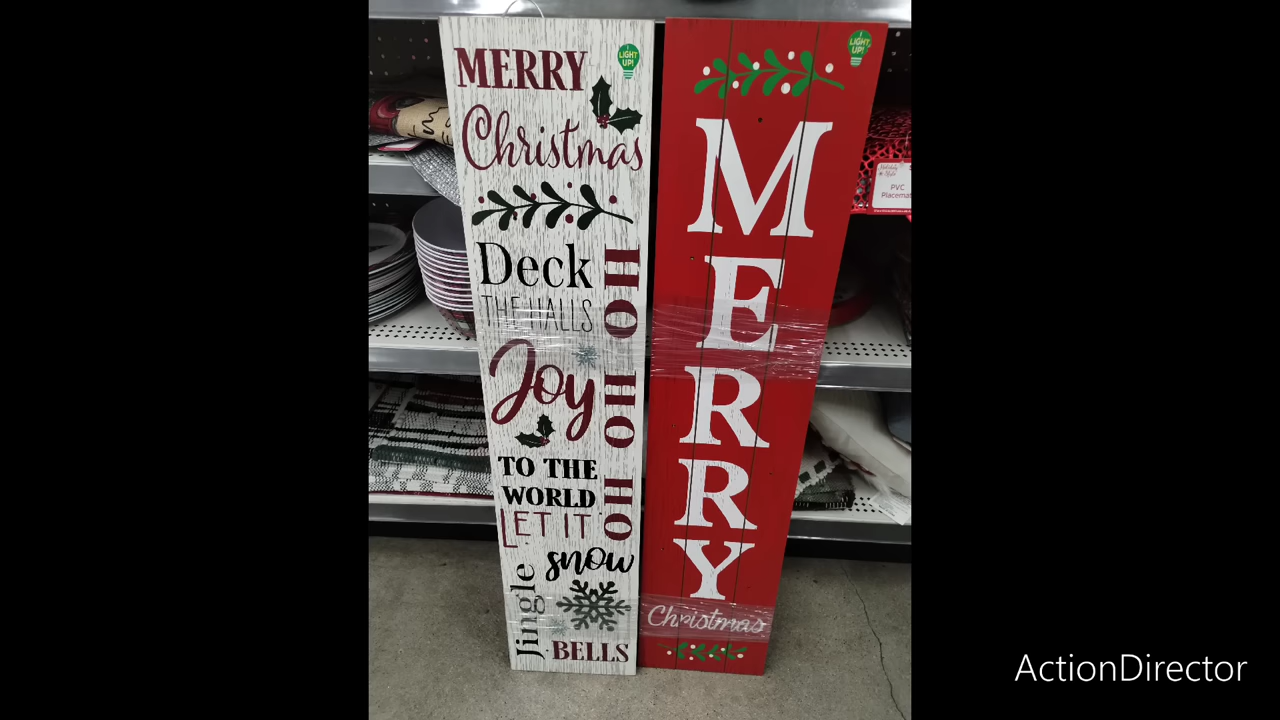 MERRY
I LIGHT
UP!
Christmas
Deck
THE HALLS
HO
HO
HO
Joy
TO THE
WORLD
LET IT
snow
Jingle
BELLS
I LIGHT
UP!
MERRY
Christmas
PVC
ActionDirector